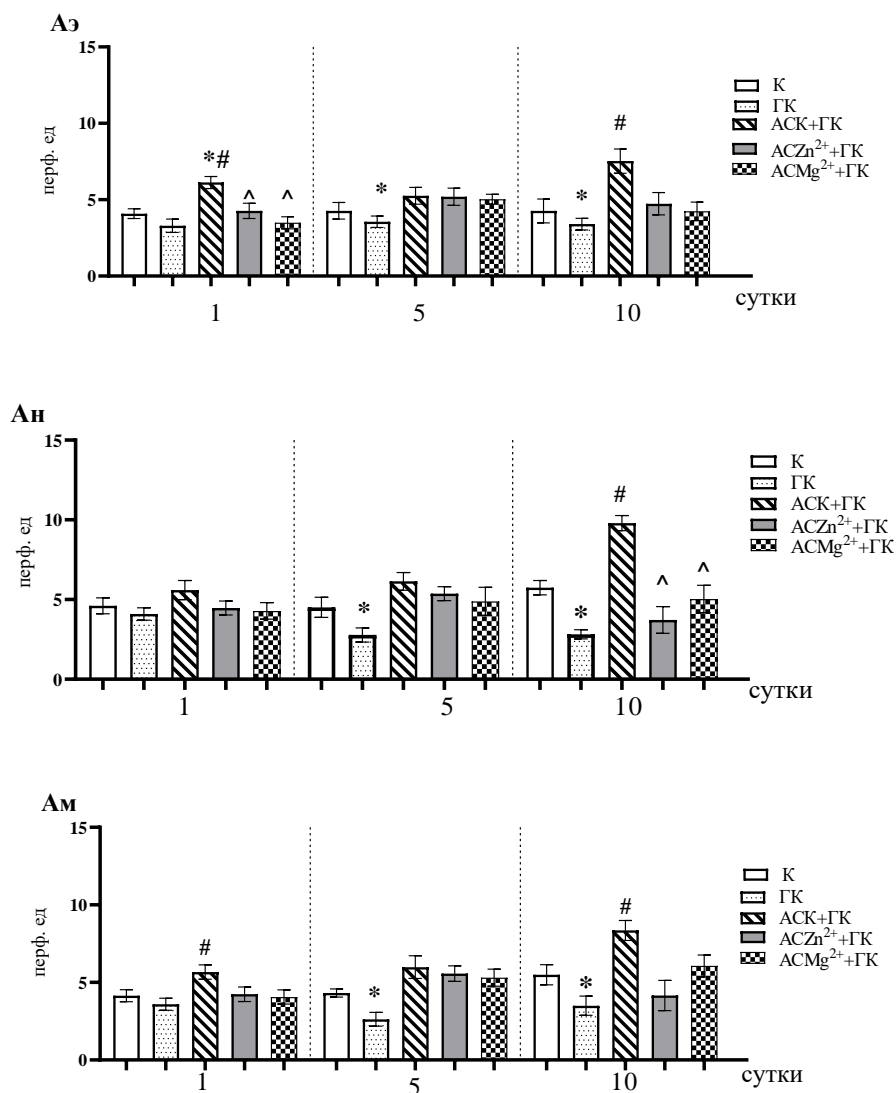 Аэ
15
10
5
0
перф. ед
*#
^
^
*
*
#
К
ГК
АСК+ГК
АСZn²⁺+ГК
АСMg²⁺+ГК
1
5
10
сутки
Ан
15
10
5
0
перф. ед
*
*
#
^
^
К
ГК
АСК+ГК
АСZn²⁺+ГК
АСMg²⁺+ГК
1
5
10
сутки
Ам
15
10
5
0
перф. ед
#
*
*
#
К
ГК
АСК+ГК
АСZn²⁺+ГК
АСMg²⁺+ГК
1
5
10
сутки